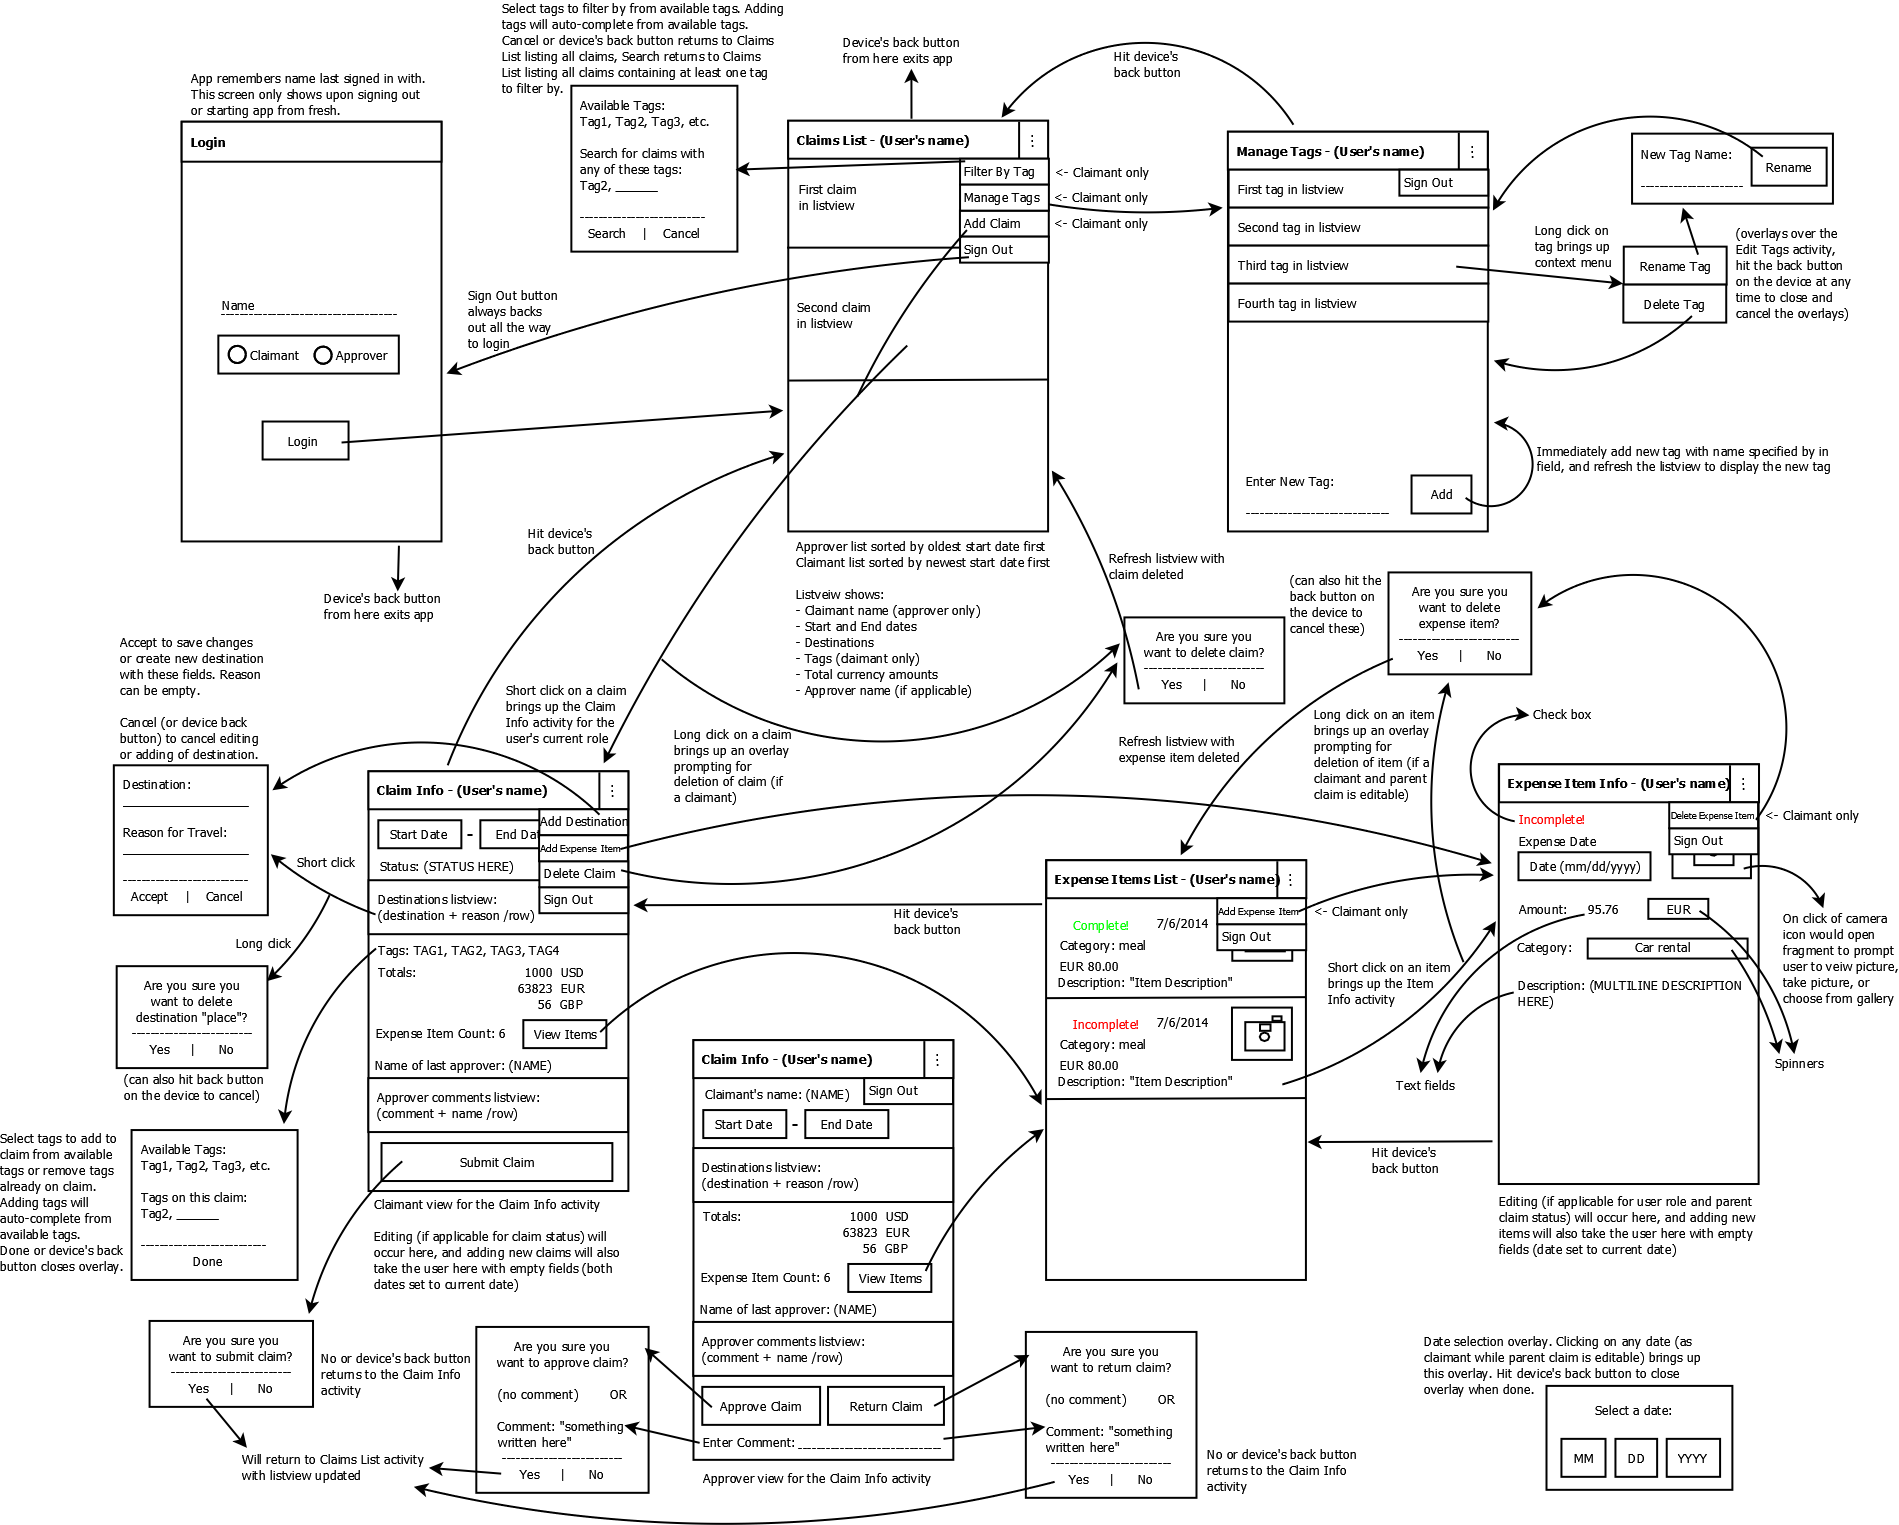 Select tags to filter by from available tags. Adding
tags will auto-complete from available tags.
Cancel or device's back button returns to Claims
List listing all claims, Search returns to Claims
List listing all claims containing at least one tag
to filter by.
Available Tags:
Tag1, Tag2, Tag3, etc.
Search for claims with
any of these tags:
Tag2, ______
Search | Cancel
App remembers name last signed in with.
This screen only shows upon signing out
or starting app from fresh.
Login
Name
Claimant
Approver
Login
Device's back button
from here exits app
Sign Out button
always backs
out all the way
to login
Device's back button
from here exits app
Claims List - (User's name)
First claim
in listview
Second claim
in listview
Filter By Tag
Manage Tags
Add Claim
Sign Out
<- Claimant only
<- Claimant only
<- Claimant only
Hit device's
back button
Manage Tags - (User's name)
Sign Out
First tag in listview
Second tag in listview
Third tag in listview
Fourth tag in listview
Enter New Tag:
Add
New Tag Name:
Rename
Long click on
tag brings up
context menu
Rename Tag
Delete Tag
(overlays over the
Edit Tags activity,
hit the back button
on the device at any
time to close and
cancel the overlays)
Immediately add new tag with name specified by in
field, and refresh the listview to display the new tag
Hit device's
back button
Approver list sorted by oldest start date first
Claimant list sorted by newest start date first
Listveiw shows:
- Claimant name (approver only)
- Start and End dates
- Destinations
- Tags (claimant only)
- Total currency amounts
- Approver name (if applicable)
Refresh listview with
claim deleted
Are you sure you
want to delete claim?
Yes | No
(can also hit the
back button on
the device to
cancel these)
Are you sure you
want to delete
expense item?
Yes | No
Accept to save changes
or create new destination
with these fields. Reason
can be empty.
Cancel (or device back
button) to cancel editing
or adding of destination.
Destination:
Reason for Travel:
Accept | Cancel
Short click
Long click
Are you sure you
want to delete
destination "place"?
Yes | No
(can also hit back button
on the device to cancel)
Short click on a claim
brings up the Claim
Info activity for the
user's current role
Long click on a claim
brings up an overlay
prompting for
deletion of claim (if
a claimant)
Claim Info - (User's name)
Start Date - End Dat
Add Destination
Add Expense Item
Delete Claim
Sign Out
Status: (STATUS HERE)
Destinations listview:
(destination + reason /row)
Tags: TAG1, TAG2, TAG3, TAG4
Totals:
1000 USD
63823 EUR
56 GBP
Expense Item Count: 6
View Items
Name of last approver: (NAME)
Approver comments listview:
(comment + name /row)
Submit Claim
Claimant view for the Claim Info activity
Editing (if applicable for claim status) will
occur here, and adding new claims will also
take the user here with empty fields (both
dates set to current date)
Select tags to add to
claim from available
tags or remove tags
already on claim.
Adding tags will
auto-complete from
available tags.
Done or device's back
button closes overlay.
Available Tags:
Tag1, Tag2, Tag3, etc.
Tags on this claim:
Tag2, ______
Done
Are you sure you
want to submit claim?
Yes | No
No or device's back button
returns to the Claim Info
activity
Will return to Claims List activity
with listview updated
Are you sure you
want to approve claim?
(no comment) OR
Comment: "something
written here"
Yes | No
Claim Info - (User's name)
Sign Out
Claimant's name: (NAME)
Start Date - End Date
Destinations listview:
(destination + reason /row)
Totals:
1000 USD
63823 EUR
56 GBP
Expense Item Count: 6
View Items
Name of last approver: (NAME)
Approver comments listview:
(comment + name /row)
Approve Claim
Return Claim
Enter Comment:
Approver view for the Claim Info activity
Are you sure you
want to return claim?
(no comment) OR
Comment: "something
written here"
Yes | No
No or device's back button
returns to the Claim Info
activity
Refresh listview with
expense item deleted
Long click on an item
brings up an overlay
prompting for
deletion of item (if a
claimant and parent
claim is editable)
Hit device's
back button
Expense Items List - (User's name)
Add Expense Item
Sign Out
<- Claimant only
Complete!
7/6/2014
Category: meal
EUR 80.00
Description: "Item Description"
Incomplete!
7/6/2014
Category: meal
EUR 80.00
Description: "Item Description"
Short click on an item
brings up the Item
Info activity
Check box
Expense Item Info - (User's name)
Delete Expense Item
Sign Out
<- Claimant only
Incomplete!
Expense Date
Date (mm/dd/yyyy)
Amount: 95.76
EUR
Category:
Car rental
Description: (MULTILINE DESCRIPTION
HERE)
On click of camera
icon would open
fragment to prompt
user to veiw picture,
take picture, or
choose from gallery
Text fields
Spinners
Hit device's
back button
Editing (if applicable for user role and parent
claim status) will occur here, and adding new
items will also take the user here with empty
fields (date set to current date)
Date selection overlay. Clicking on any date (as
claimant while parent claim is editable) brings up
this overlay. Hit device's back button to close
overlay when done.
Select a date:
MM
DD
YYYY